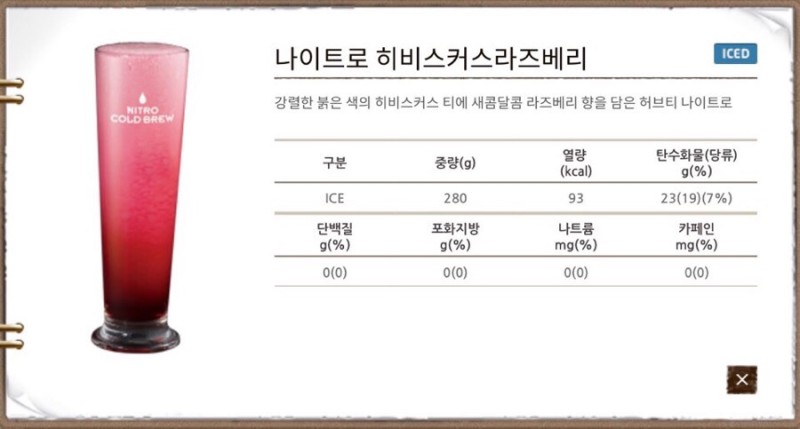 나이트로 히비스커스라즈베리
ICED
NITRO
COLD BREW
강렬한 붉은 색의 히비스커스 티에 새콤달콤 라즈베리 향을 담은 허브티 나이트로
구분 중량(g) 열량 (kcal) 탄수화물(당류) g(%)
ICE 280 93 23(19)(7%)
단백질 g(%) 포화지방 g(%) 나트륨 mg(%) 카페인 mg(%)
0(0) 0(0) 0(0) 0(0)